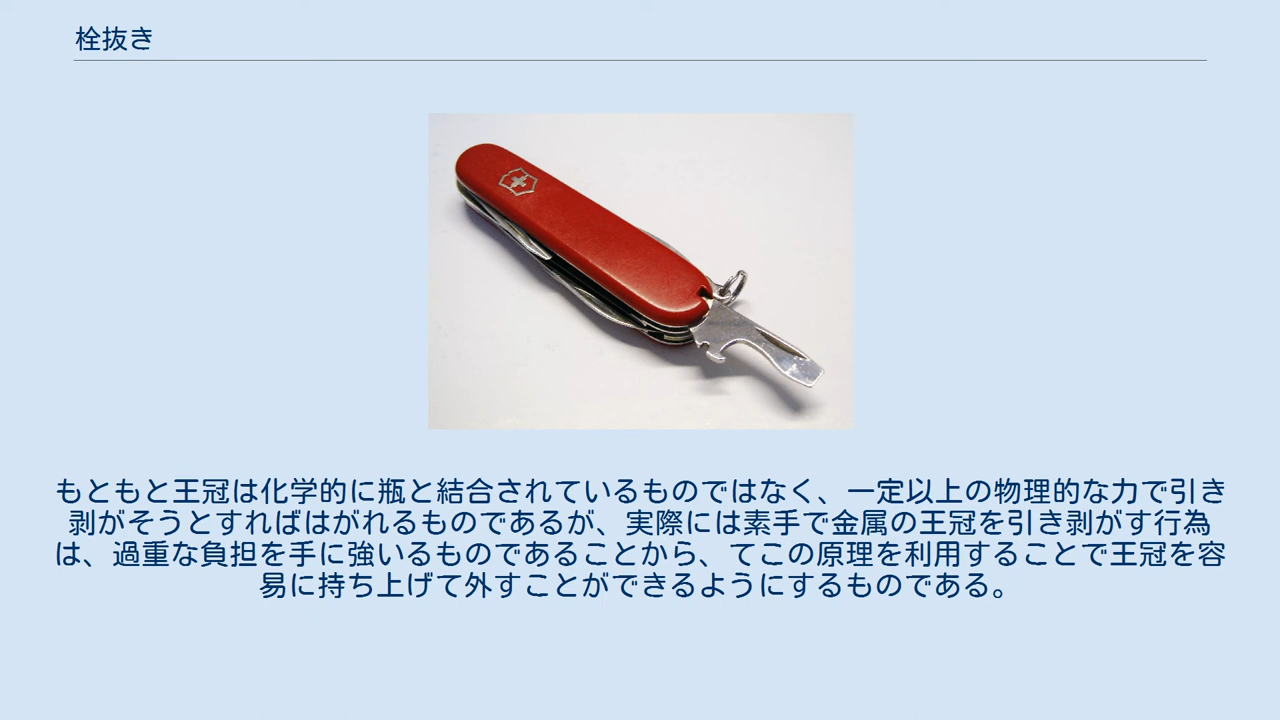 栓抜き
もともと王冠は化学的に瓶と結合されているものではなく、一定以上の物理的な力で引き
剥がそうとすればはがれるものであるが、実際には素手で金属の王冠を引き剥がす行為
は、過重な負担を手に強いるものであることから、てこの原理を利用することで王冠を容
易に持ち上げて外すことができるようにするものである。